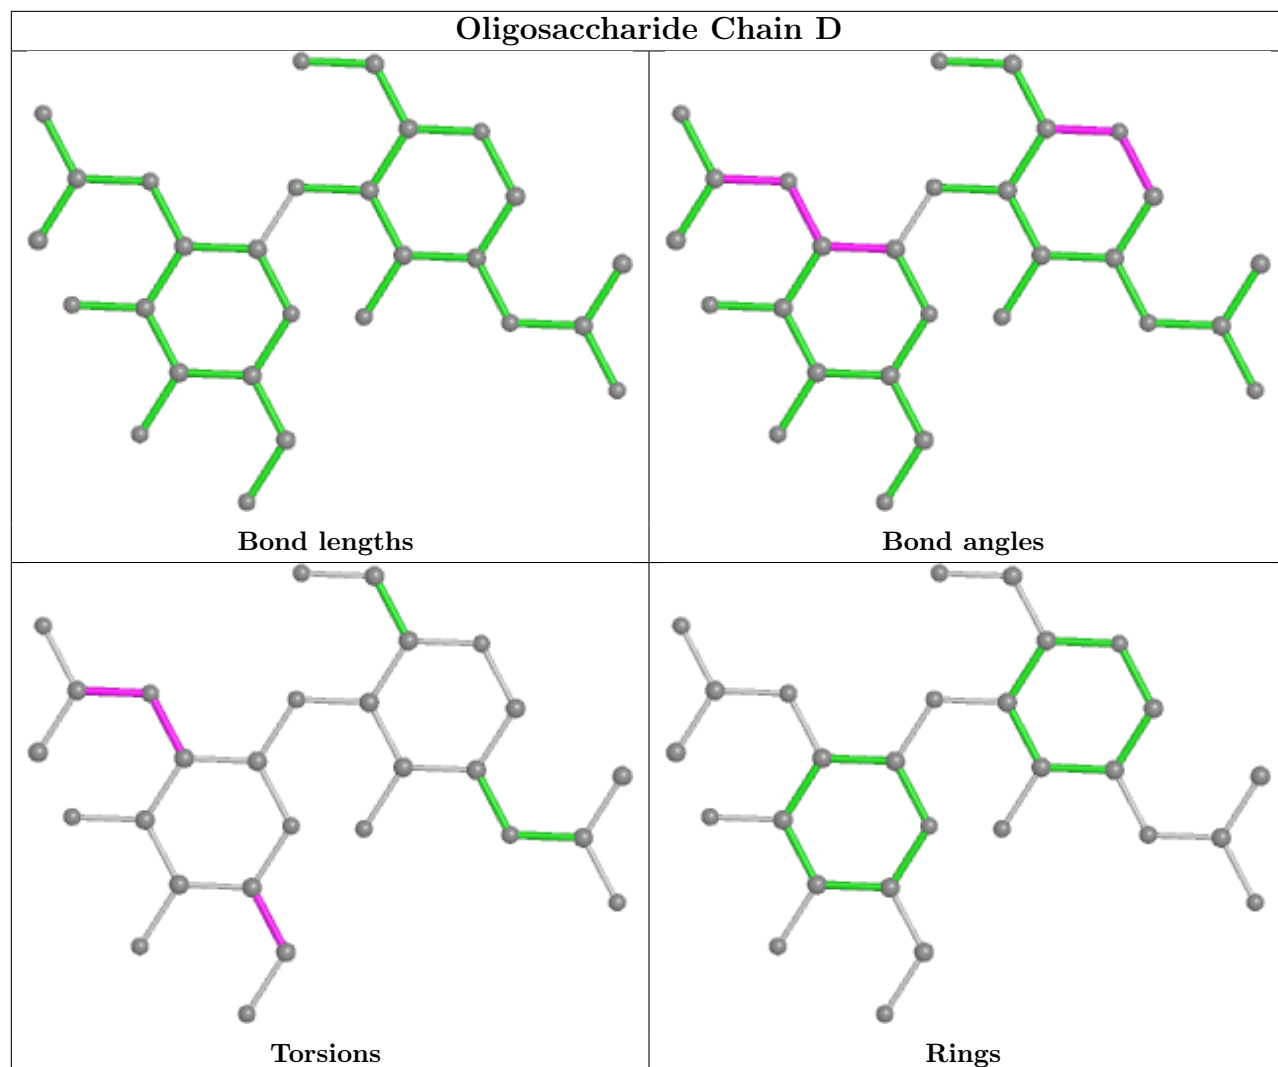 Oligosaccharide Chain D
Bond lengths
Bond angles
Torsions
Rings